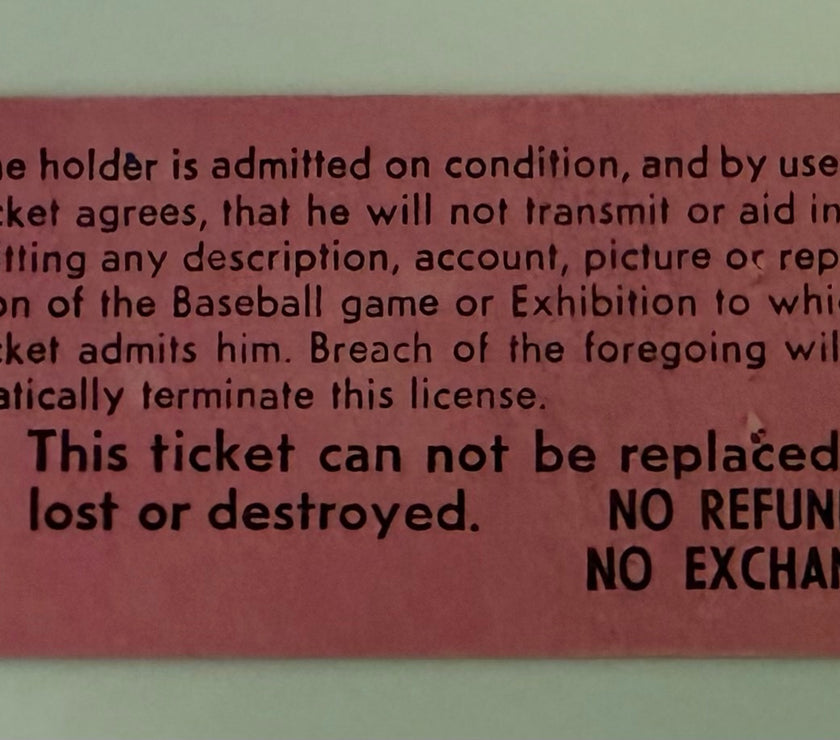 e holder is admitted on condition, and by use
cket agrees, that he will not transmit or aid in
tting any description, account, picture or rep
on of the Baseball game or Exhibition to whi
cket admits him. Breach of the foregoing wil
atically terminate this license.
This ticket can not be replaced
lost or destroyed. NO REFUN
NO EXCHAN